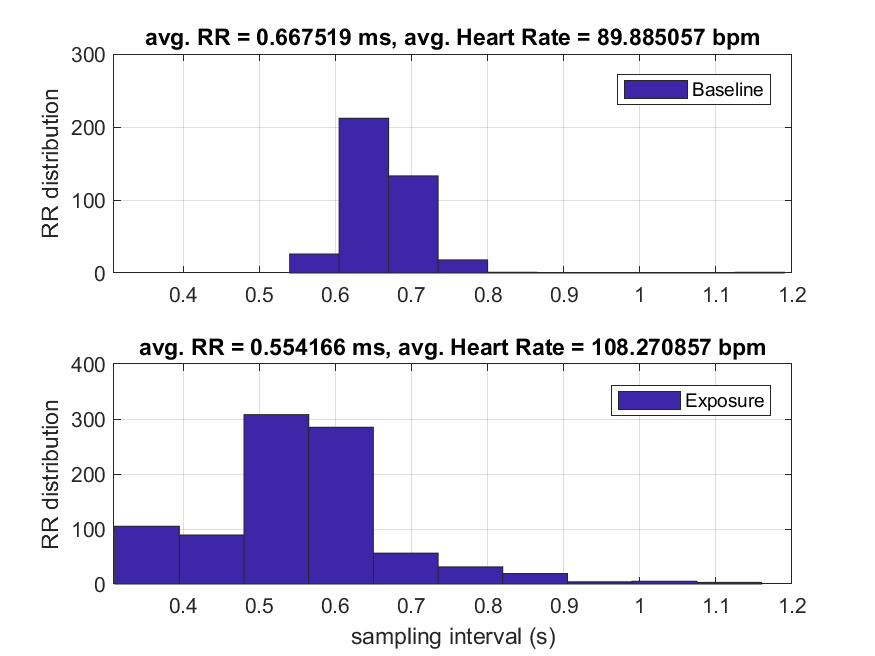 avg. RR = 0.667519 ms, avg. Heart Rate = 89.885057 bpm
300
200
100
0
RR distribution
Baseline
0.4 0.5 0.6 0.7 0.8 0.9 1 1.1 1.2
avg. RR = 0.554166 ms, avg. Heart Rate = 108.270857 bpm
400
300
200
100
0
RR distribution
Exposure
0.4 0.5 0.6 0.7 0.8 0.9 1 1.1 1.2
sampling interval (s)